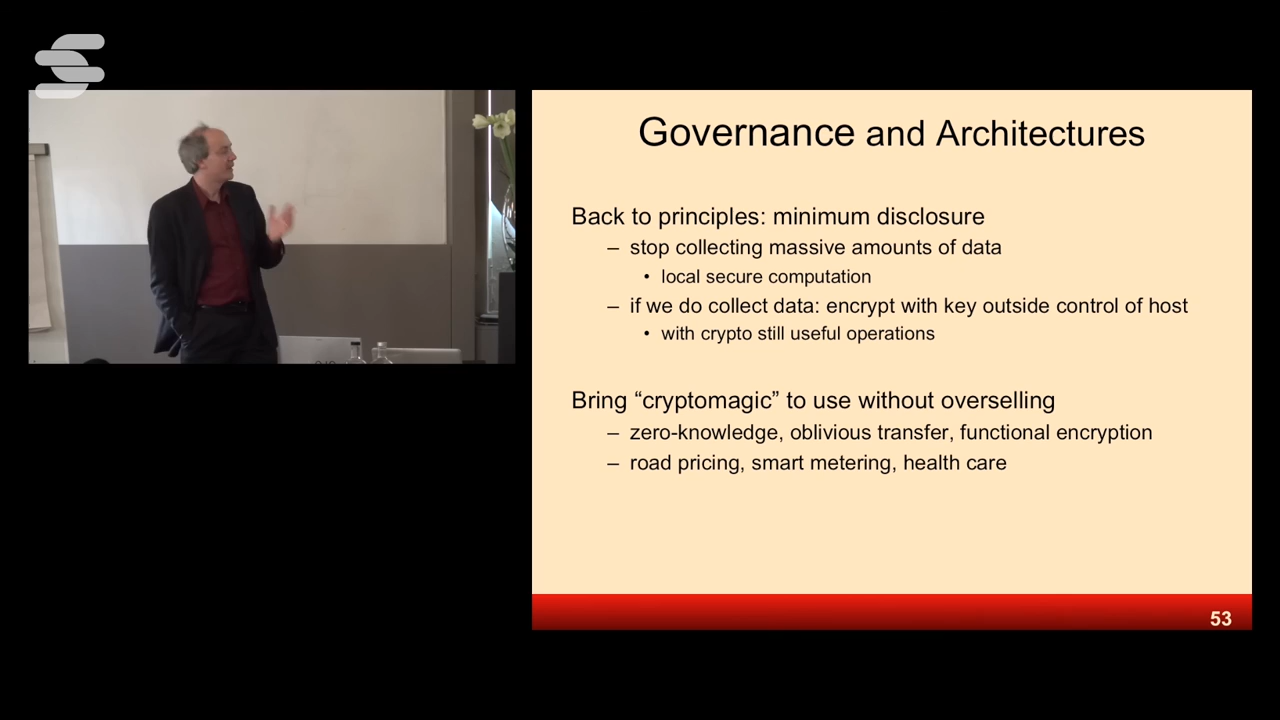 Governance and Architectures
Back to principles: minimum disclosure
– stop collecting massive amounts of data
• local secure computation
– if we do collect data: encrypt with key outside control of host
• with crypto still useful operations
Bring “cryptomagic” to use without overselling
– zero-knowledge, oblivious transfer, functional encryption
– road pricing, smart metering, health care
53